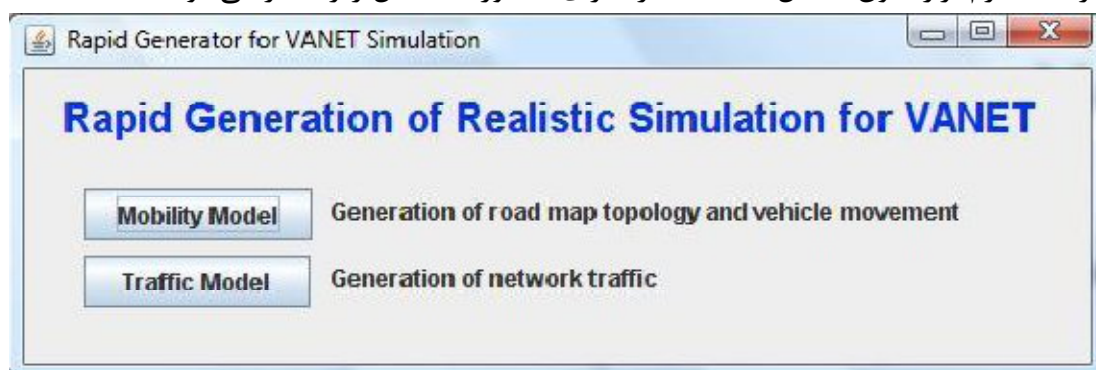 Rapid Generator for VANET Simulation
Rapid Generation of Realistic Simulation for VANET
Mobility Model Generation of road map topology and vehicle movement
Traffic Model Generation of network traffic